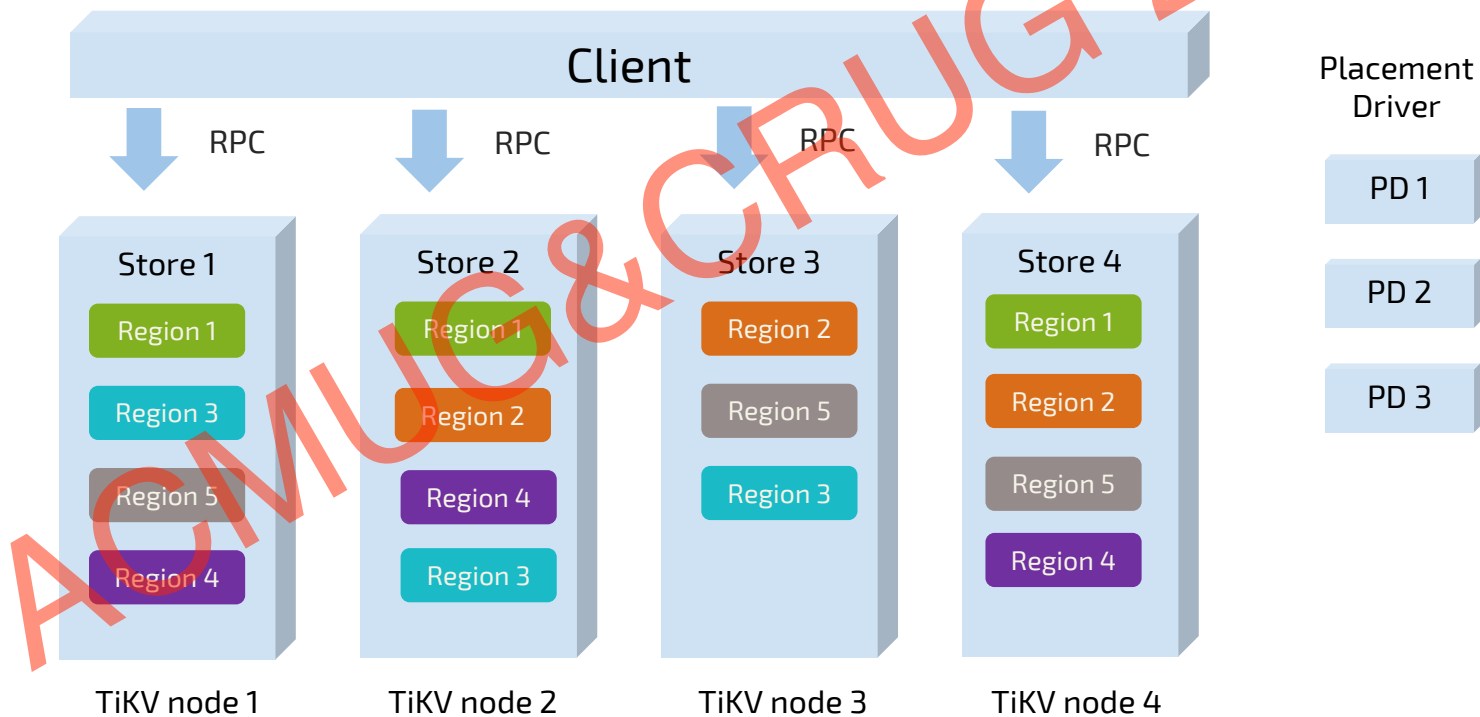 Client
Placement
Driver
RPC
RPC
RPC
RPC
PD 1
PD 2
PD 3
Store 1
Region 1
Region 3
Region 5
Region 4
TiKV node 1
Store 2
Region 1
Region 2
Region 4
Region 3
TiKV node 2
Store 3
Region 2
Region 5
Region 3
TiKV node 3
Store 4
Region 1
Region 2
Region 5
Region 4
TiKV node 4
ACMUG&CRUG